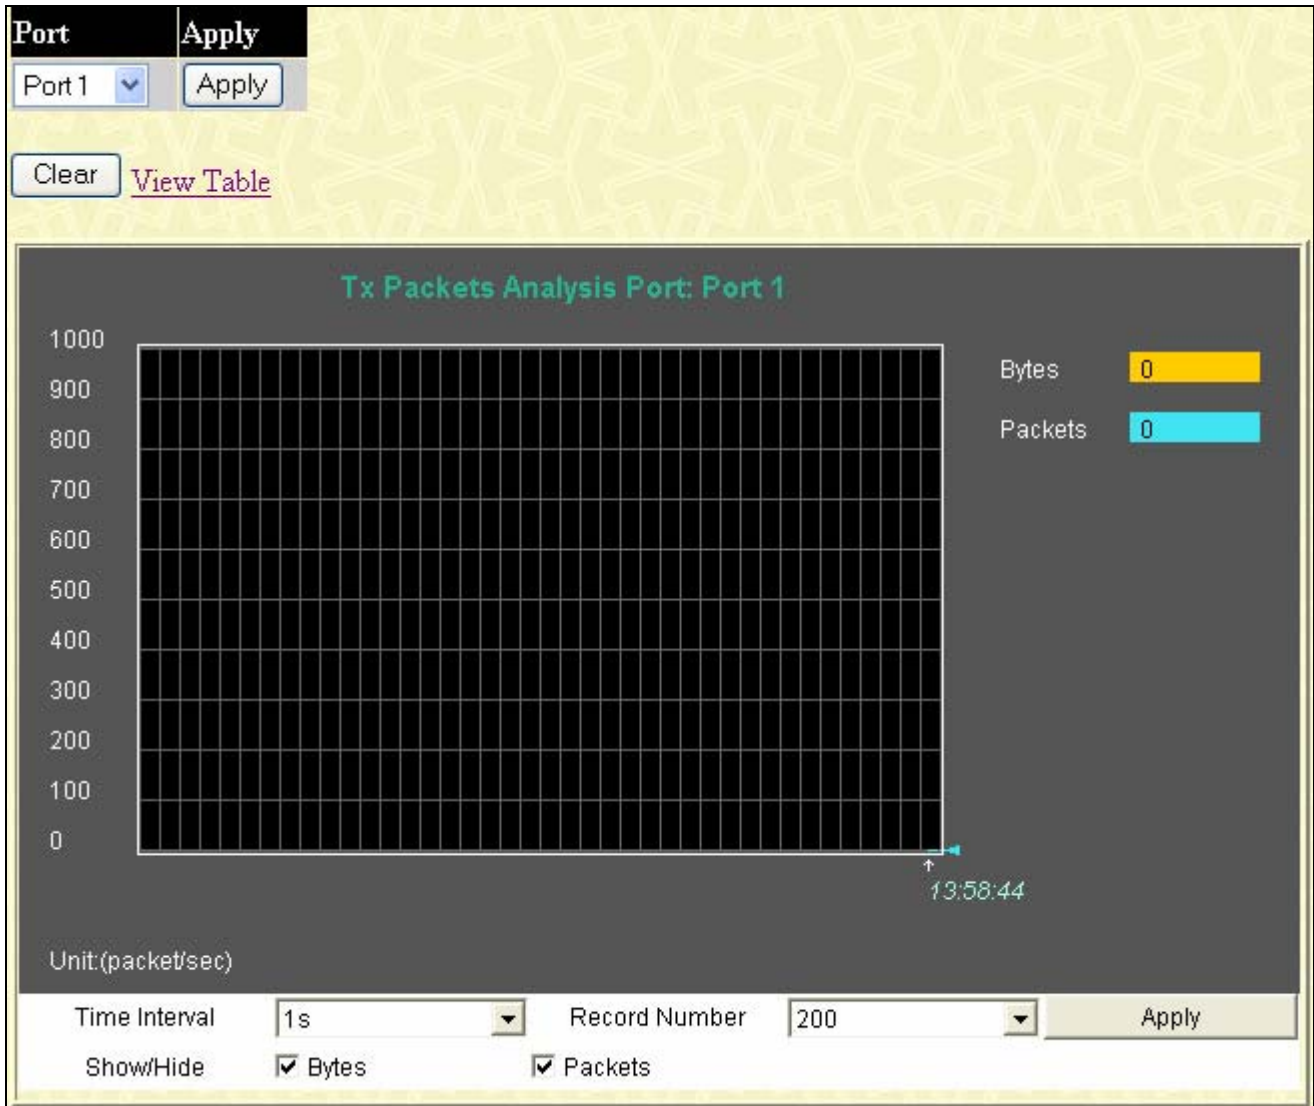 Port Apply
Port 1 Apply
Clear View Table
Tx Packets Analysis Port: Port 1
1000
900
800
700
600
500
400
300
200
100
0
Bytes 0
Packets 0
13:58:44
Unit:(packet/sec)
Time Interval 1s Record Number 200 Apply
Show/Hide Bytes Packets